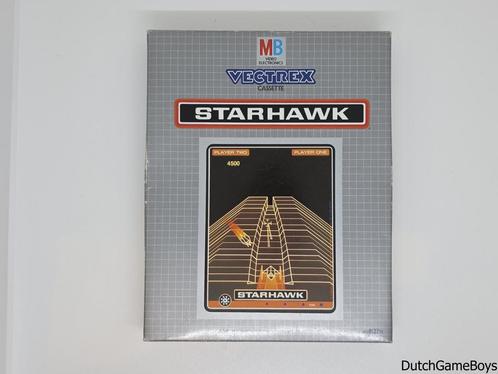 MB
VIDEO
ELECTRONICS
VECTREX
CASSETTE
STARHAWK
PLAYER TWO
PLAYER ONE
4500
STARHAWK
DutchGameBoys